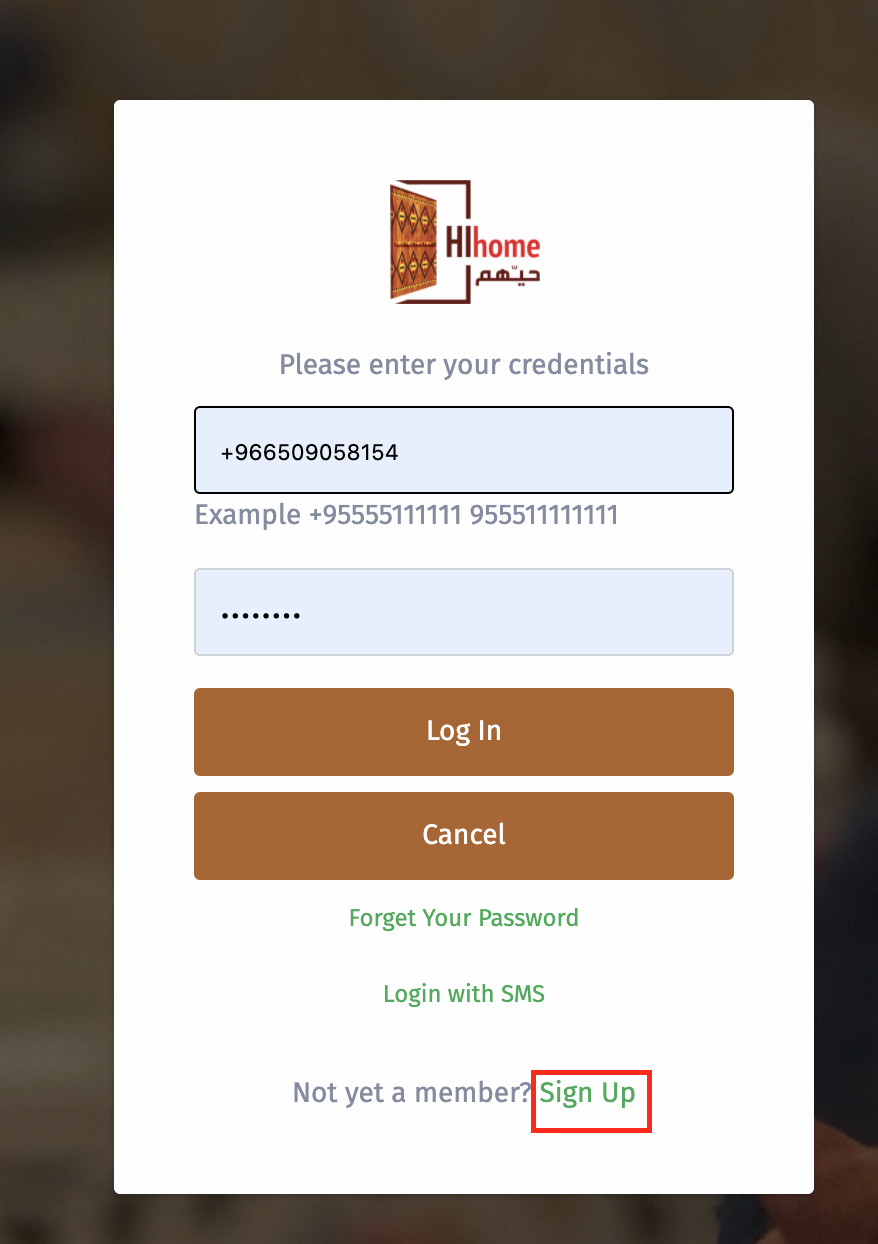 HIhome
حيّهم
Please enter your credentials
+966509058154
Example +95555111111 955511111111
••••••••
Log In
Cancel
Forget Your Password
Login with SMS
Not yet a member? Sign Up